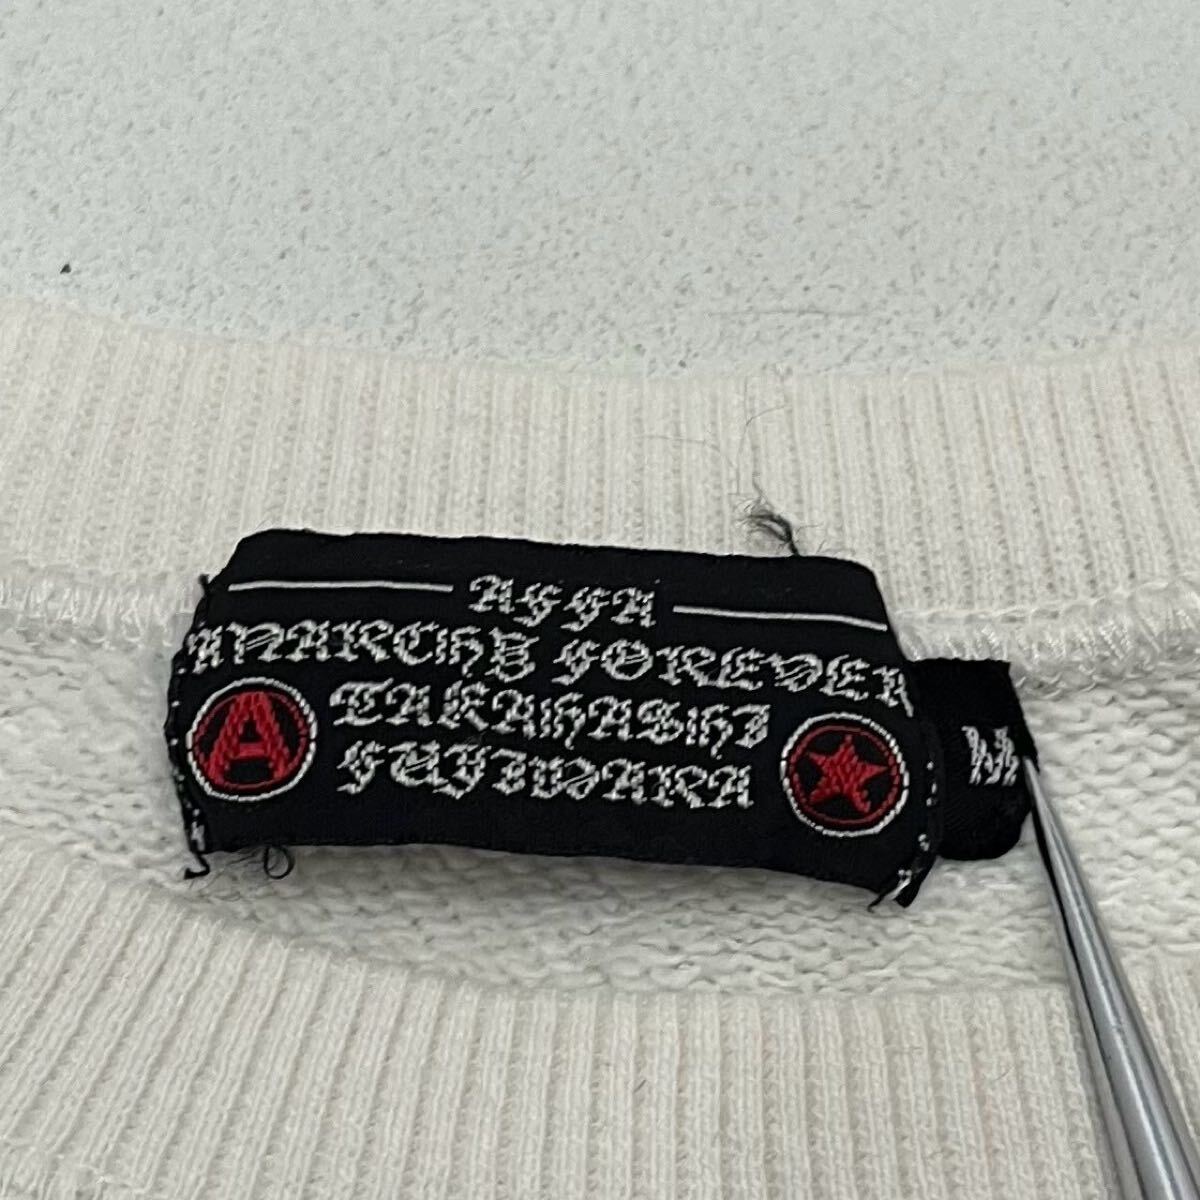 AFFA
ANARCHY FOREVER
TAKAHASHI
FUJIWARA
A
M